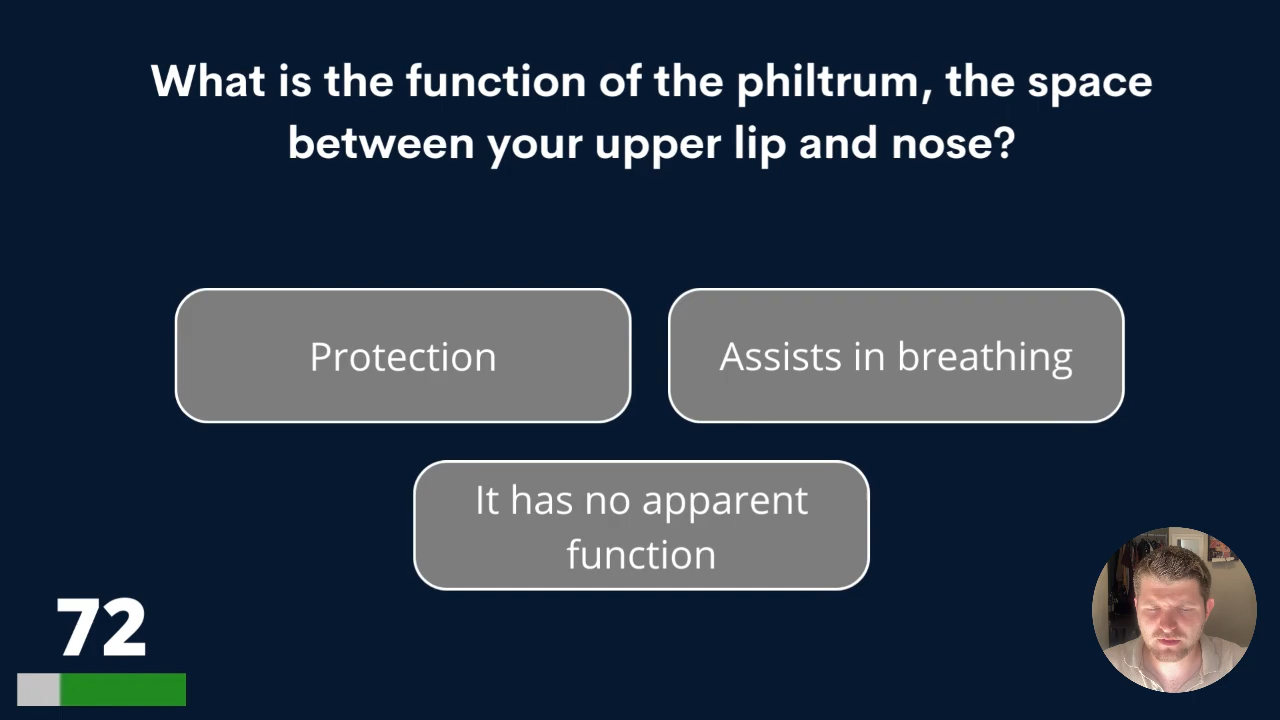 What is the function of the philtrum, the space
between your upper lip and nose?
Protection
Assists in breathing
It has no apparent
function
72